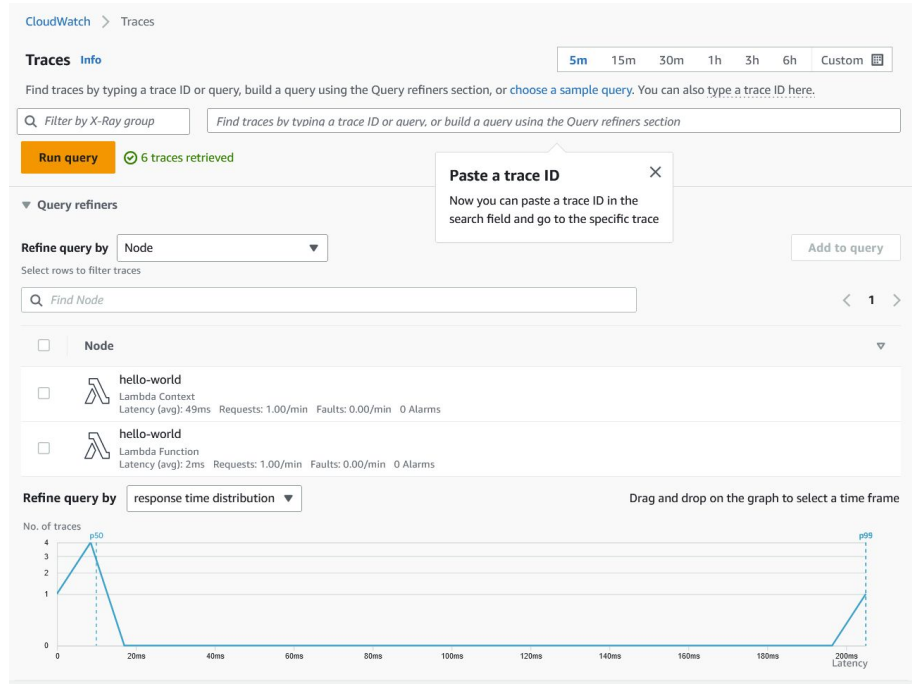 CloudWatch > Traces
Traces Info
5m 15m 30m 1h 3h 6h Custom
Find traces by typing a trace ID or query, build a query using the Query refiners section, or choose a sample query. You can also type a trace ID here.
Filter by X-Ray group
Find traces by typing a trace ID or query, or build a query using the Query refiners section
Run query
6 traces retrieved
Paste a trace ID
Now you can paste a trace ID in the
search field and go to the specific trace
Query refiners
Refine query by Node
Add to query
Select rows to filter traces
Find Node
< 1 >
Node
hello-world
Lambda Context
Latency (avg): 49ms Requests: 1.00/min Faults: 0.00/min 0 Alarms
hello-world
Lambda Function
Latency (avg): 2ms Requests: 1.00/min Faults: 0.00/min 0 Alarms
Refine query by response time distribution
Drag and drop on the graph to select a time frame
No. of traces
p50
4
3
2
1
0
0 20ms 40ms 60ms 80ms 100ms 120ms 140ms 160ms 180ms 200ms
Latency